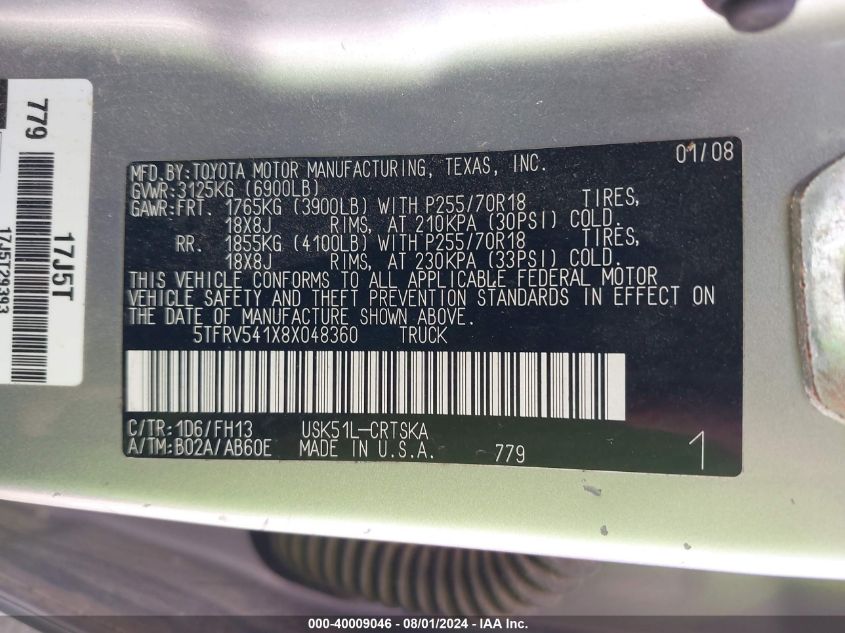 779
17J5T
17J5T29393
MFD.BY:TOYOTA MOTOR MANUFACTURING, TEXAS, INC. 01/08
GVWR:3125KG (6900LB)
GAWR:FRT. 1765KG (3900LB) WITH P255/70R18 TIRES,
18X8J RIMS, AT 210KPA (30PSI) COLD.
RR. 1855KG (4100LB) WITH P255/70R18 TIRES,
18X8J RIMS, AT 230KPA (33PSI) COLD.
THIS VEHICLE CONFORMS TO ALL APPLICABLE FEDERAL MOTOR
VEHICLE SAFETY AND THEFT PREVENTION STANDARDS IN EFFECT ON
THE DATE OF MANUFACTURE SHOWN ABOVE.
5TFRV541X8X048360 TRUCK
C/TR:1D6/FH13 USK51L-CRTSKA
A/TM:B02A/AB60E MADE IN U.S.A. 779 1
000-40009046 - 08/01/2024 - IAA Inc.